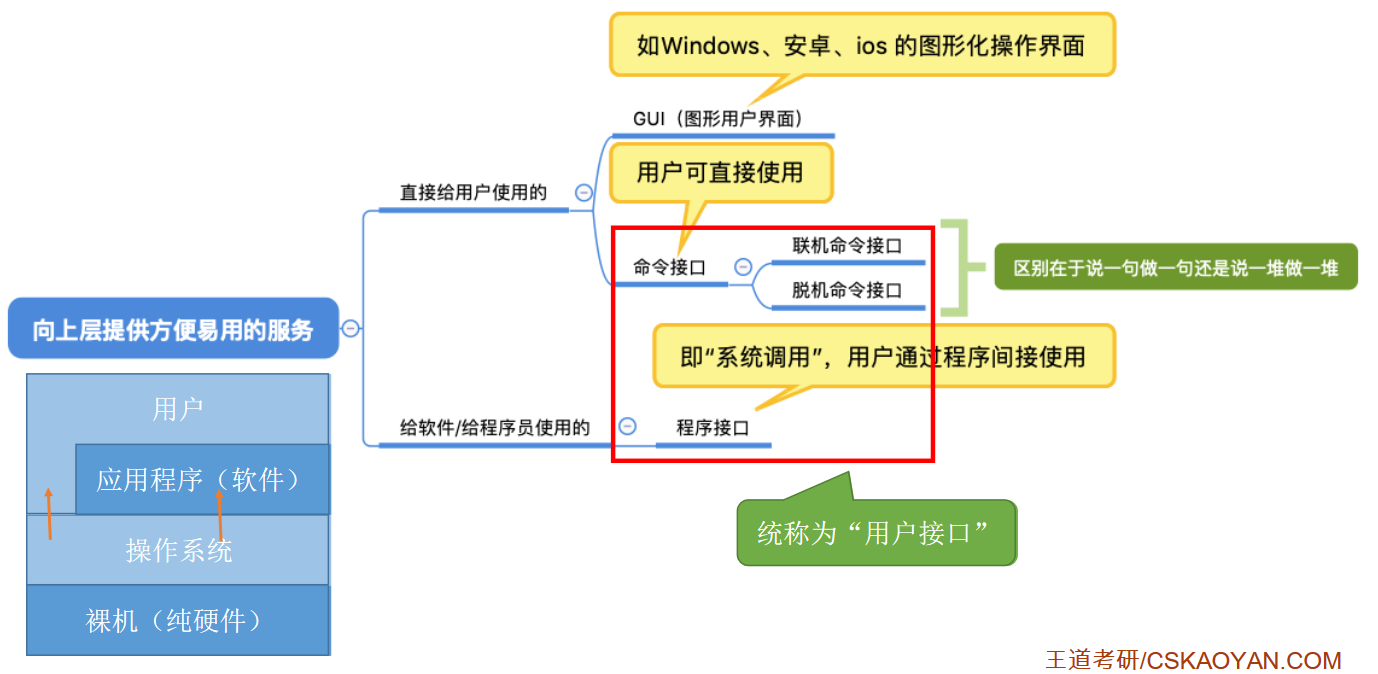 如Windows、安卓、ios 的图形化操作界面
GUI（图形用户界面）
用户可直接使用
直接给用户使用的
联机命令接口
命令接口
脱机命令接口
区别在于说一句做一句还是说一堆做一堆
向上层提供方便易用的服务
即“系统调用”，用户通过程序间接使用
给软件/给程序员使用的
程序接口
用户
应用程序（软件）
操作系统
裸机（纯硬件）
统称为“用户接口”
王道考研/CSKAOYAN.COM